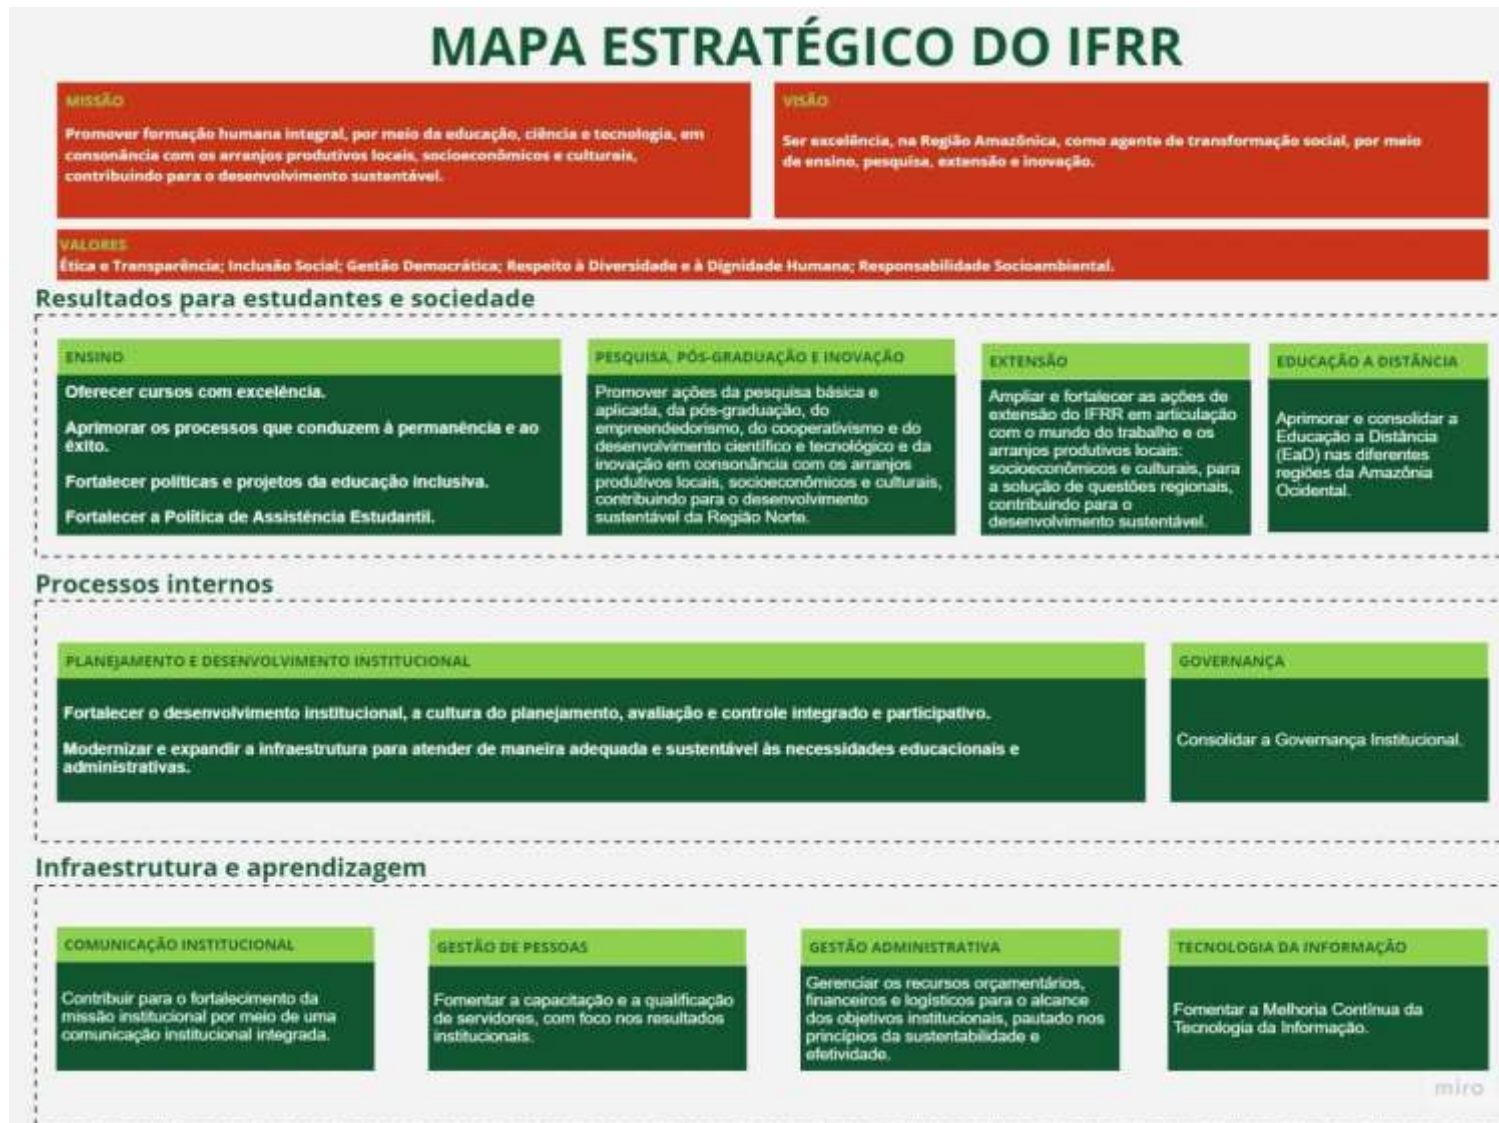 MAPA ESTRATÉGICO DO IFRR
MISSÃO
Promover formação humana integral, por meio da educação, ciência e tecnologia, em
consonância com os arranjos produtivos locais, socioeconômicos e culturais,
contribuindo para o desenvolvimento sustentável.
VISÃO
Ser excelência, na Região Amazônica, como agente de transformação social, por meio
de ensino, pesquisa, extensão e inovação.
VALORES
Ética e Transparência; Inclusão Social; Gestão Democrática; Respeito à Diversidade e à Dignidade Humana; Responsabilidade Socioambiental.
Resultados para estudantes e sociedade
ENSINO
Oferecer cursos com excelência.
Aprimorar os processos que conduzem à permanência e ao
êxito.
Fortalecer políticas e projetos da educação inclusiva.
Fortalecer a Política de Assistência Estudantil.
PESQUISA, PÓS-GRADUAÇÃO E INOVAÇÃO
Promover ações da pesquisa básica e
aplicada, da pós-graduação, do
empreendedorismo, do cooperativismo e do
desenvolvimento científico e tecnológico e da
inovação em consonância com os arranjos
produtivos locais, socioeconômicos e culturais,
contribuindo para o desenvolvimento
sustentável da Região Norte.
EXTENSÃO
Ampliar e fortalecer as ações de
extensão do IFRR em articulação
com o mundo do trabalho e os
arranjos produtivos locais:
socioeconômicos e culturais, para
a solução de questões regionais,
contribuindo para o
desenvolvimento sustentável.
EDUCAÇÃO A DISTÂNCIA
Aprimorar e consolidar a
Educação a Distância
(EaD) nas diferentes
regiões da Amazônia
Ocidental.
Processos internos
PLANEJAMENTO E DESENVOLVIMENTO INSTITUCIONAL
Fortalecer o desenvolvimento institucional, a cultura do planejamento, avaliação e controle integrado e participativo.
Modernizar e expandir a infraestrutura para atender de maneira adequada e sustentável às necessidades educacionais e
administrativas.
GOVERNANÇA
Consolidar a Governança Institucional.
Infraestrutura e aprendizagem
COMUNICAÇÃO INSTITUCIONAL
Contribuir para o fortalecimento da
missão institucional por meio de uma
comunicação institucional integrada.
GESTÃO DE PESSOAS
Fomentar a capacitação e a qualificação
de servidores, com foco nos resultados
institucionais.
GESTÃO ADMINISTRATIVA
Gerenciar os recursos orçamentários,
financeiros e logísticos para o alcance
dos objetivos institucionais, pautado nos
princípios da sustentabilidade e
efetividade.
TECNOLOGIA DA INFORMAÇÃO
Fomentar a Melhoria Contínua da
Tecnologia da Informação.
miro